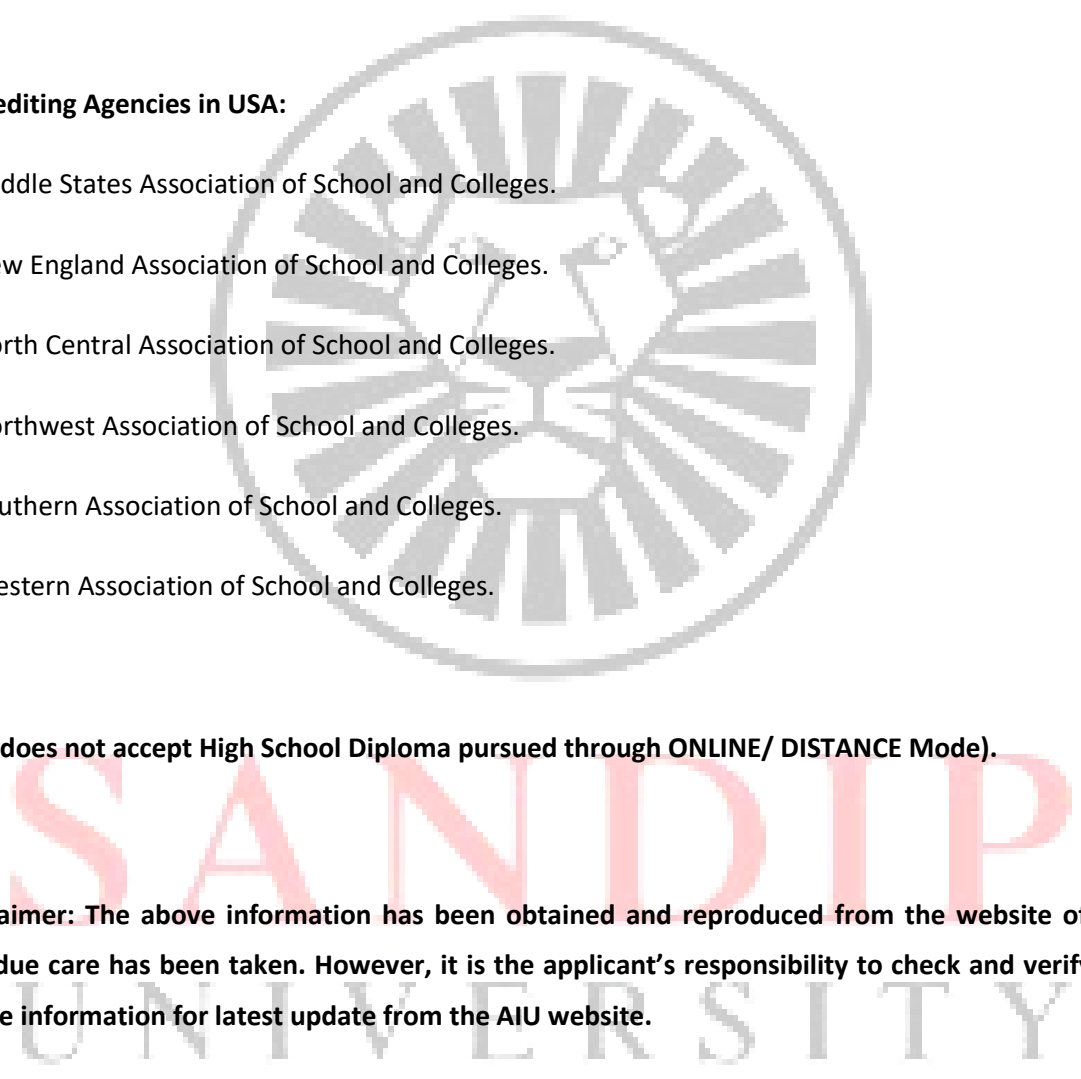 editing Agencies in USA:
ddle States Association of School and Colleges.
ew England Association of School and Colleges.
orth Central Association of School and Colleges.
orthwest Association of School and Colleges.
uthern Association of School and Colleges.
estern Association of School and Colleges.
does not accept High School Diploma pursued through ONLINE/ DISTANCE Mode).
SANDIP
aimer: The above information has been obtained and reproduced from the website of
due care has been taken. However, it is the applicant’s responsibility to check and verify
e information for latest update from the AIU website.
UNIVERSITY